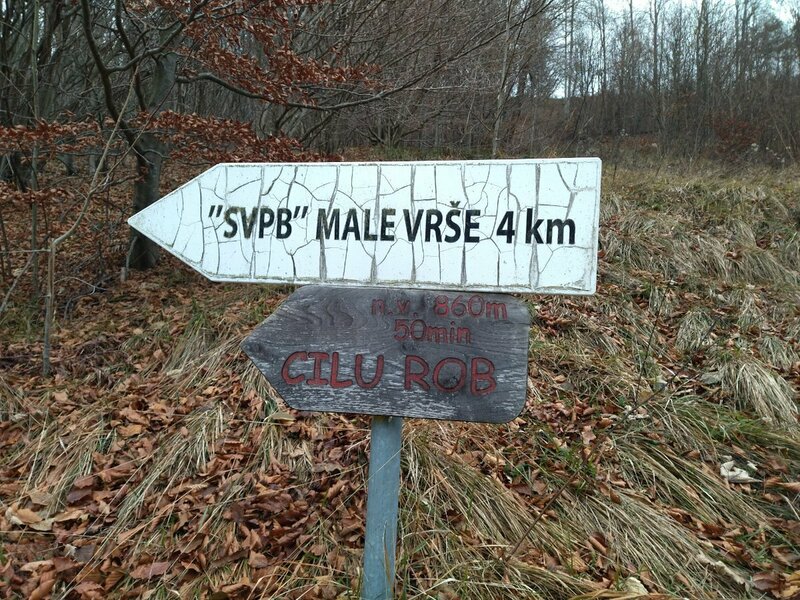 "SVPB" MALE VRŠE 4 km
n.v. 860m
50min
CILU ROB